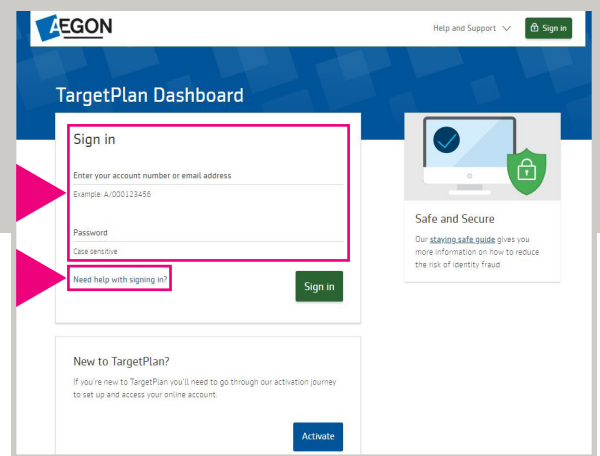 AEGON
Help and Support
Sign in
TargetPlan Dashboard
Sign in
Enter your account number or email address
Example: A/000123456
Password
Case sensitive
Need help with signing in?
Sign in
Safe and Secure
Our staying safe guide gives you
more information on how to reduce
the risk of identity fraud.
New to TargetPlan?
If you're new to TargetPlan you'll need to go through our activation journey
to set up and access your online account.
Activate